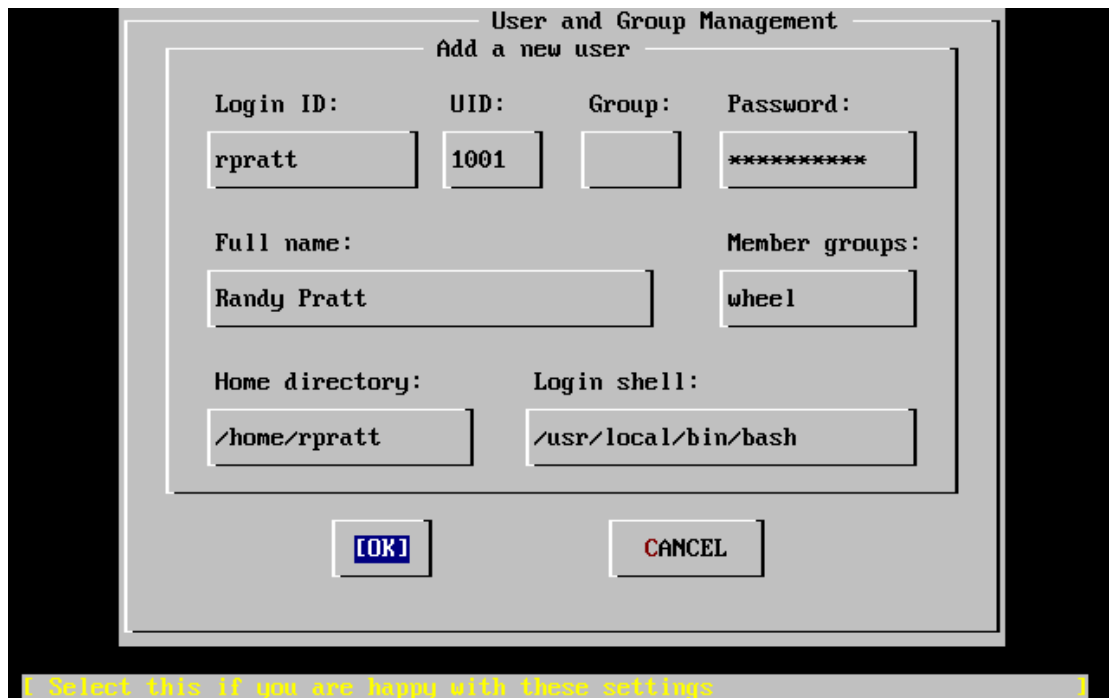 User and Group Management
Add a new user
Login ID: UID: Group: Password:
rpratt 1001 **********
Full name: Member groups:
Randy Pratt wheel
Home directory: Login shell:
/home/rpratt /usr/local/bin/bash
[OK] CANCEL
[ Select this if you are happy with these settings ]